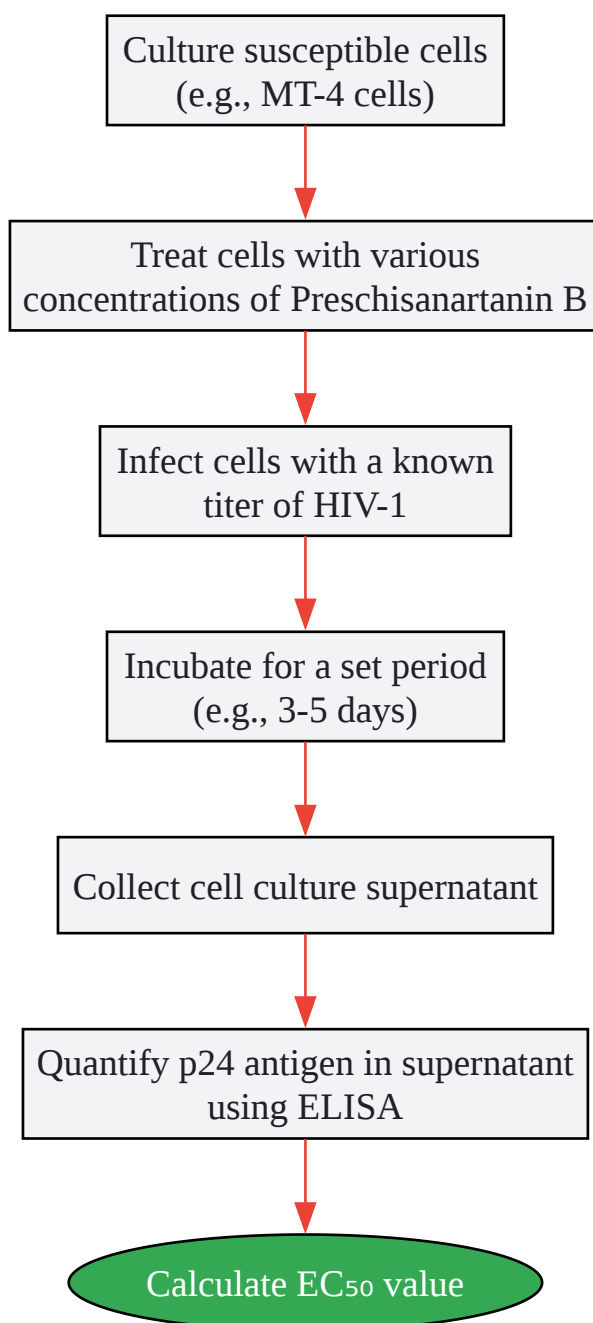 Culture susceptible cells
(e.g., MT-4 cells)
Treat cells with various
concentrations of Preschisanartanin B
Infect cells with a known
titer of HIV-1
Incubate for a set period
(e.g., 3-5 days)
Collect cell culture supernatant
Quantify p24 antigen in supernatant
using ELISA
Calculate EC₅₀ value